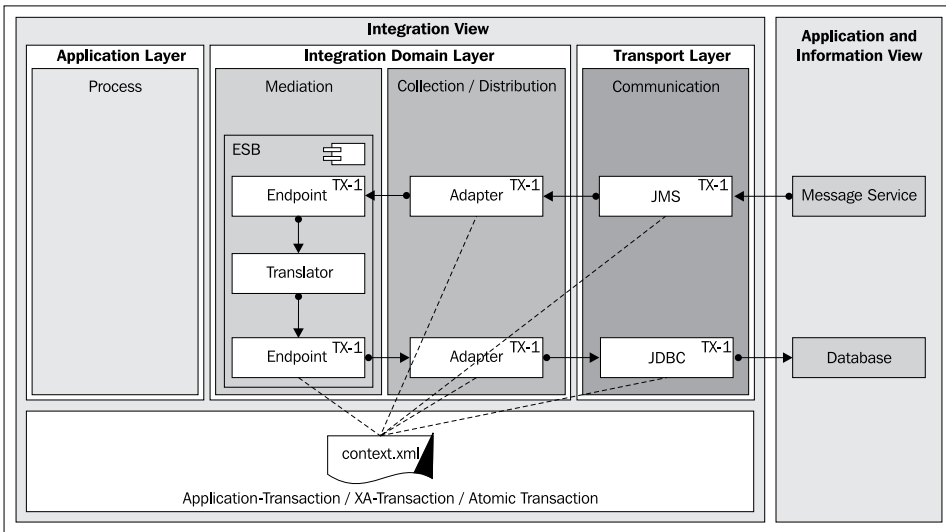 Integration View
Application and
Information View
Application Layer
Integration Domain Layer
Transport Layer
Process
Mediation
Collection / Distribution
Communication
ESB
Endpoint
TX-1
Adapter
TX-1
JMS
TX-1
Message Service
Translator
Endpoint
TX-1
Adapter
TX-1
JDBC
TX-1
Database
context.xml
Application-Transaction / XA-Transaction / Atomic Transaction